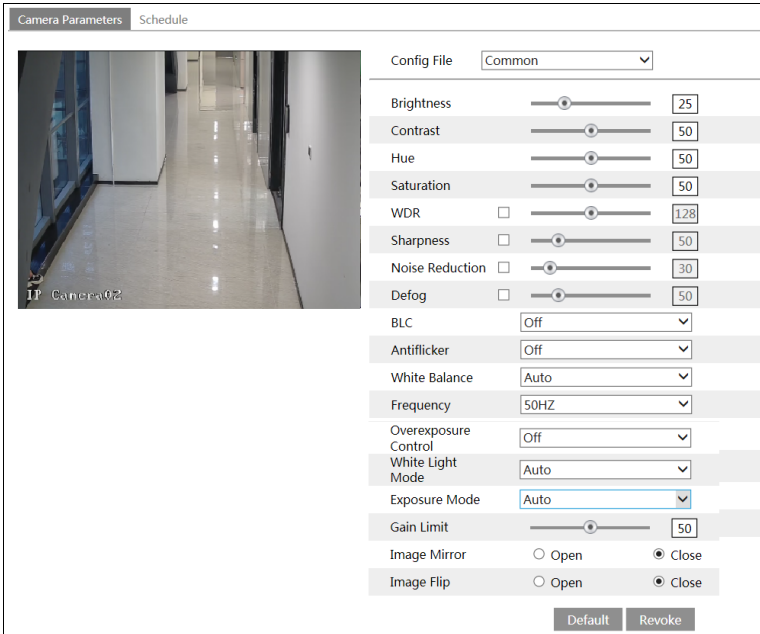 Camera Parameters Schedule
Config File Common
IP Camera02
Brightness 25
Contrast 50
Hue 50
Saturation 50
WDR 128
Sharpness 50
Noise Reduction 30
Defog 50
BLC Off
Antiflicker Off
White Balance Auto
Frequency 50HZ
Overexposure
Control Off
White Light
Mode Auto
Exposure Mode Auto
Gain Limit 50
Image Mirror Open Close
Image Flip Open Close
Default Revoke